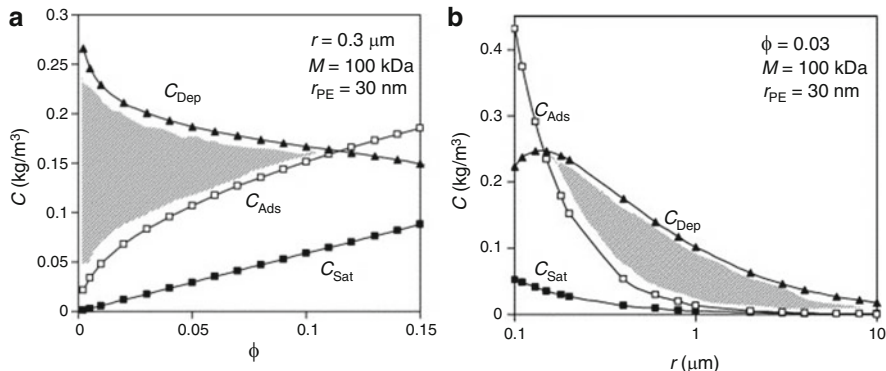 a
0.3
0.25
0.2
0.15
0.1
0.05
0
C (kg/m³)
0
0.05
0.1
0.15
ϕ
r = 0.3 μm
M = 100 kDa
r_PE = 30 nm
C_Dep
C_Ads
C_Sat
b
0.4
0.3
0.2
0.1
0
C (kg/m³)
0.1
1
10
r (μm)
ϕ = 0.03
M = 100 kDa
r_PE = 30 nm
C_Ads
C_Dep
C_Sat